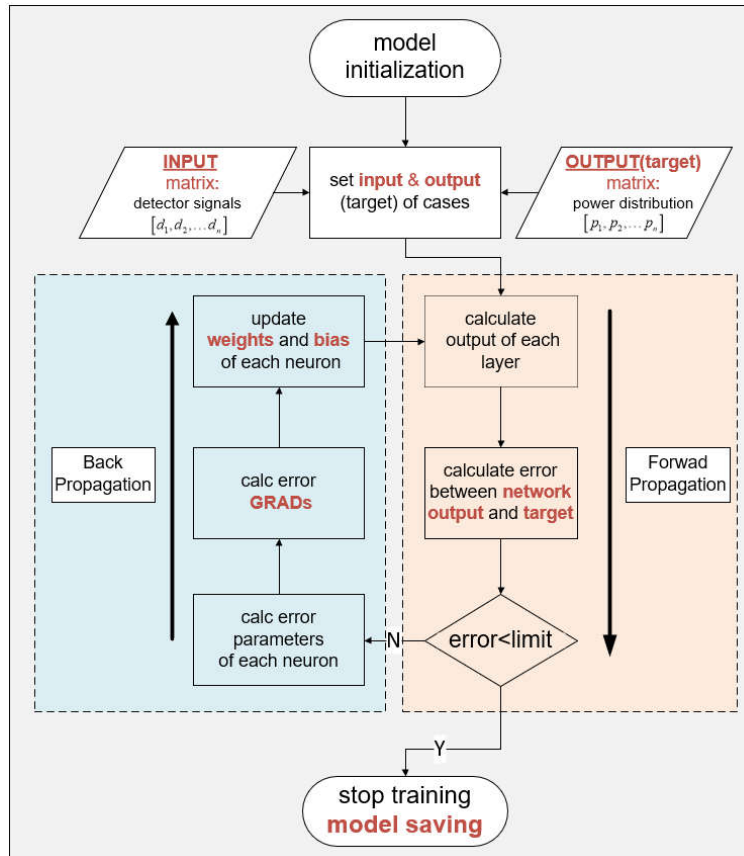 model
initialization
INPUT
matrix:
detector signals
[d₁,d₂,…dₙ]
set input & output
(target) of cases
OUTPUT(target)
matrix:
power distribution
[p₁,p₂,…pₙ]
update
weights and bias
of each neuron
calculate
output of each
layer
Back
Propagation
calc error
GRADs
calculate error
between network
output and target
Forwad
Propagation
calc error
parameters
of each neuron
N
error<limit
Y
stop training
model saving